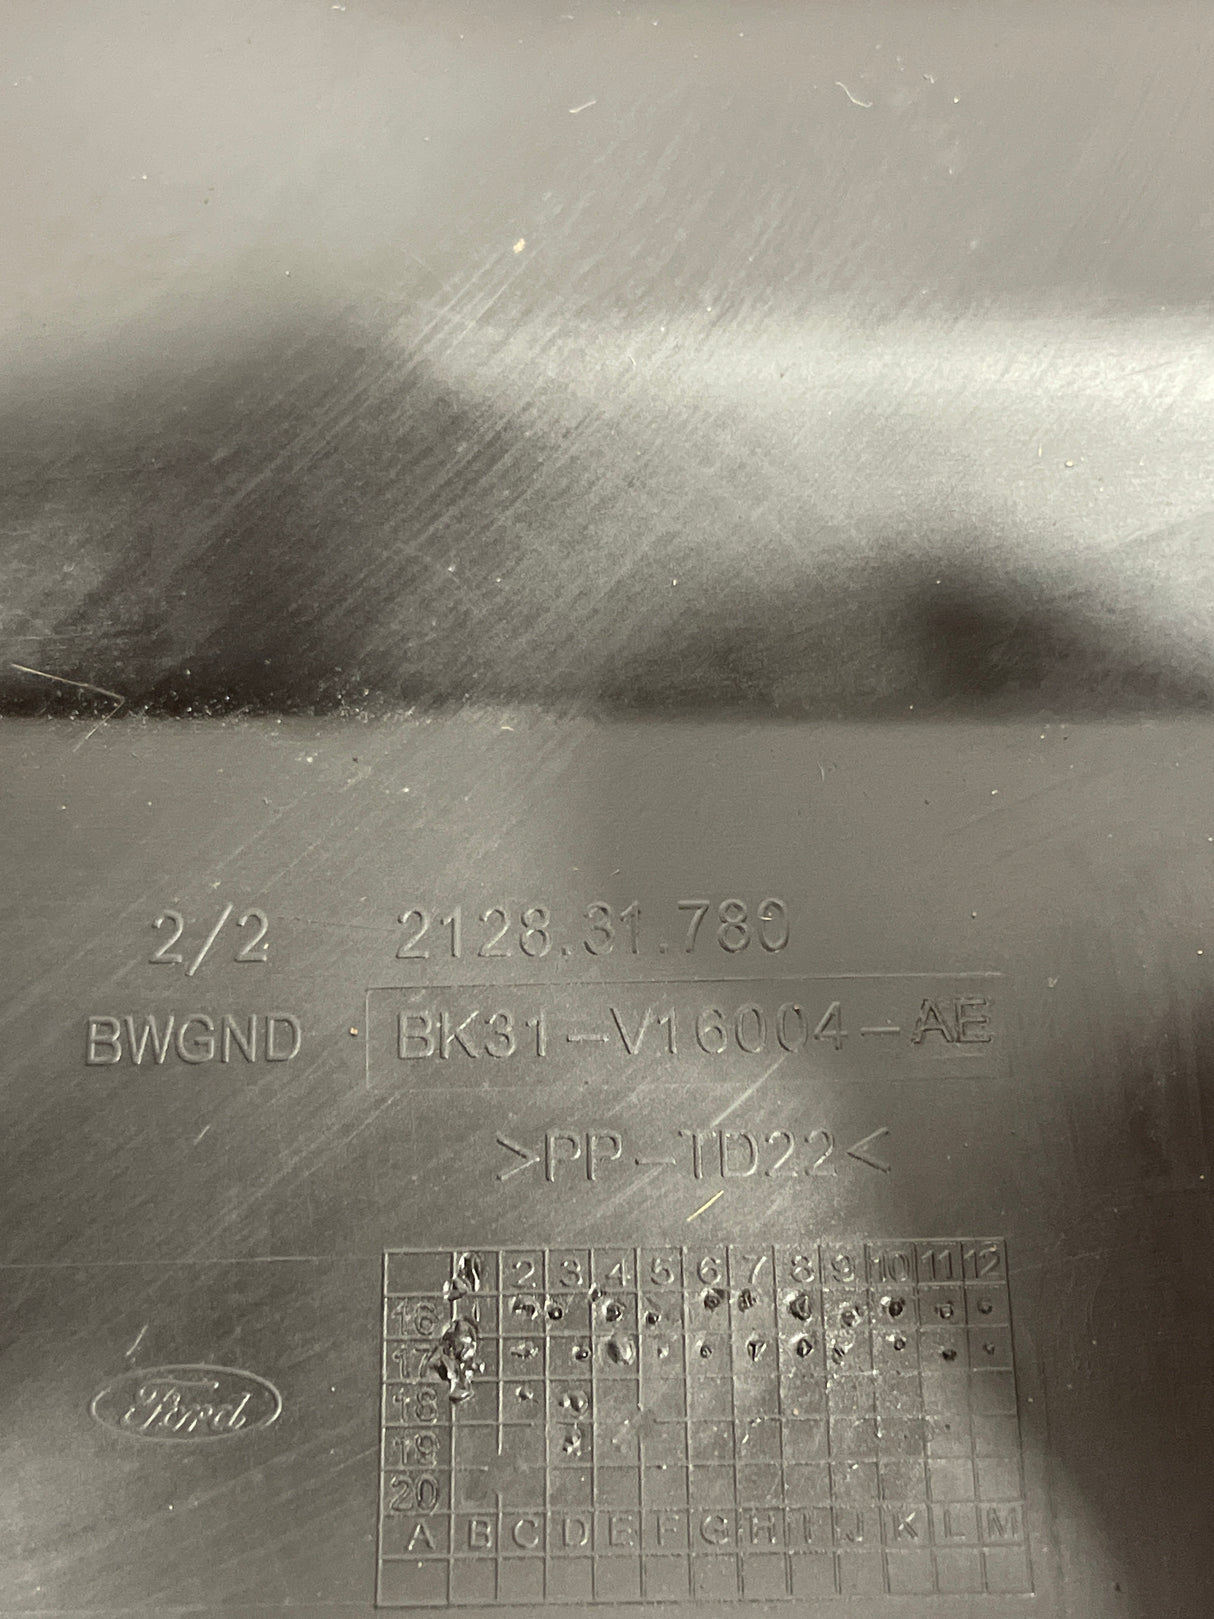 2/2 2128.31.780
BWGND BK31-V16004-AE
>PP-TD22<
2 3 4 5 6 7 8 9 10 11 12
16
17
Ford
18
19
20
A B C D E F G H I J K L M